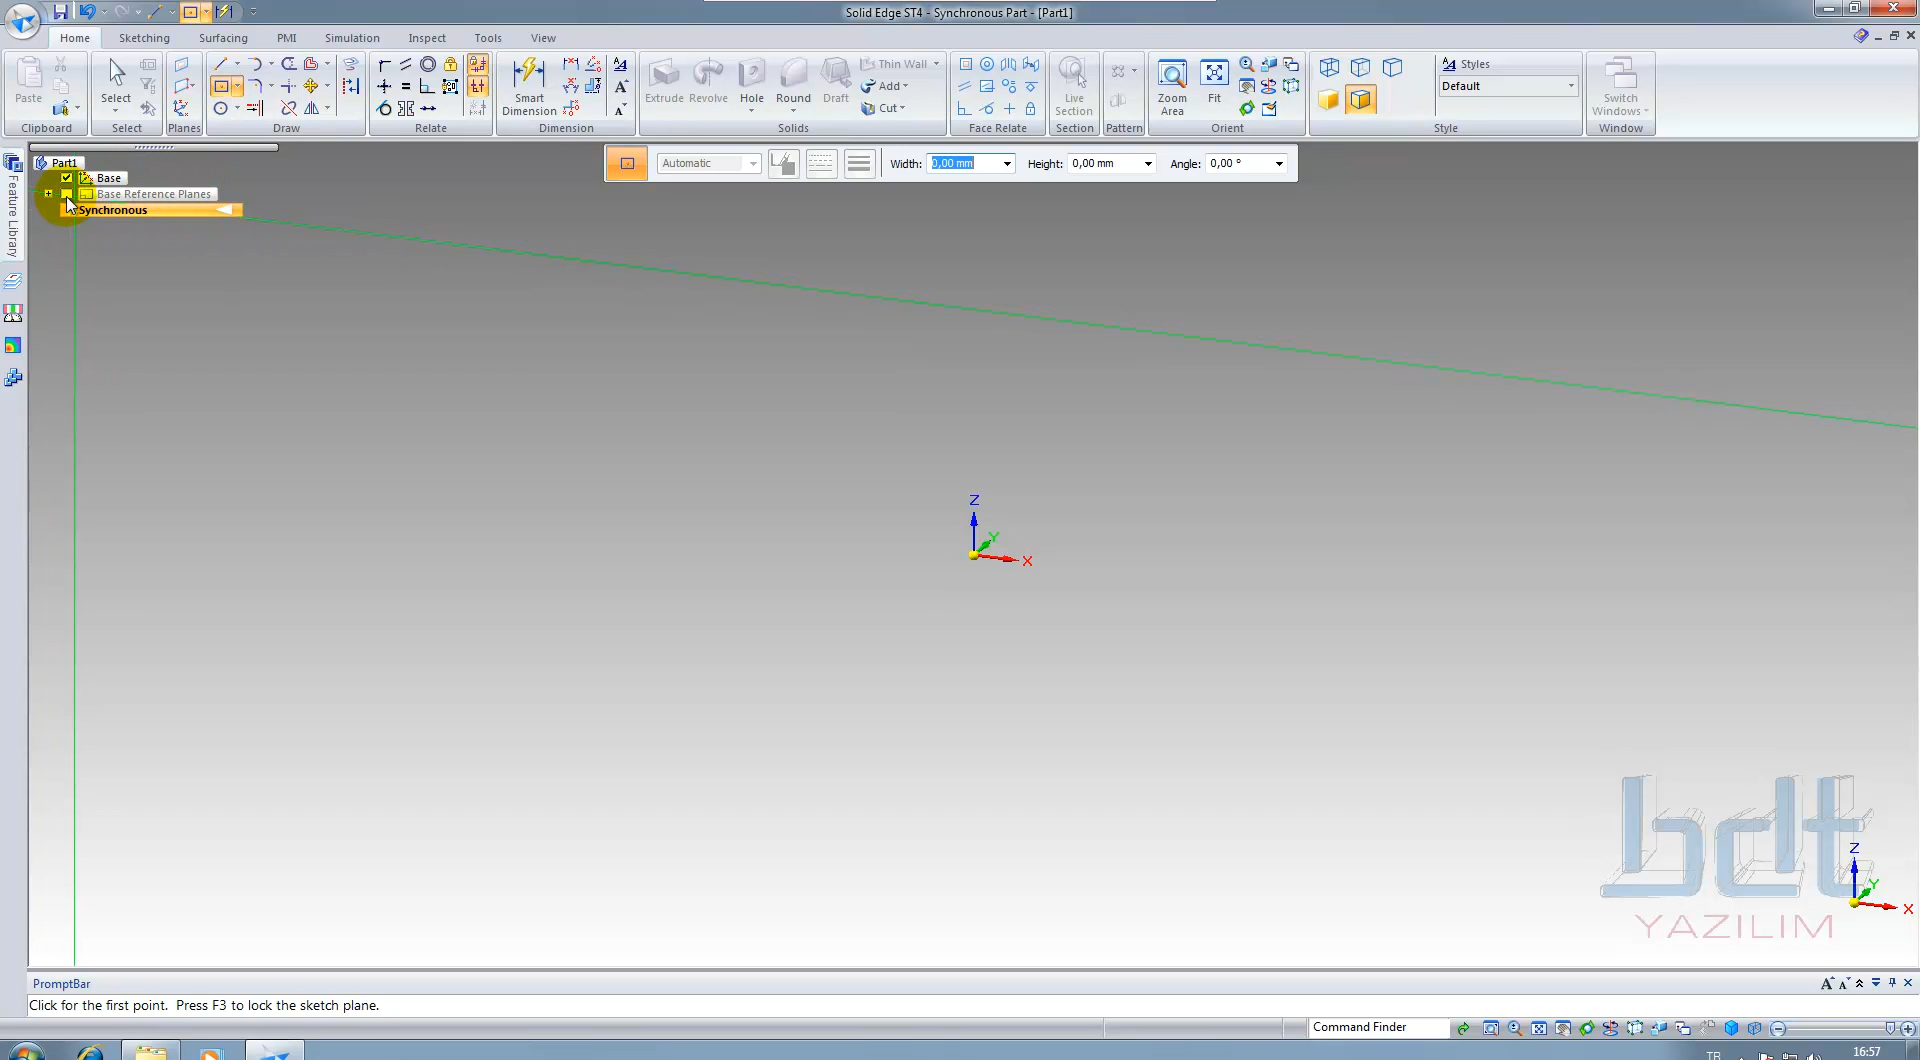 Solid Edge ST4 - Synchronous Part - [Part1]
Home Sketching Surfacing PMI Simulation Inspect Tools View
Paste
Clipboard
Select
Select
Planes
Draw
Relate
Smart Dimension
Dimension
Extrude Revolve Hole Round Draft
Thin Wall
Add
Cut
Solids
Face Relate
Live Section
Section
Pattern
Zoom Area
Fit
Orient
Styles
Default
Style
Switch Windows
Window
Part1
Base
Base Reference Planes
Synchronous
Automatic Width: 0,00 mm Height: 0,00 mm Angle: 0,00 °
Feature Library
Z
Y
X
bdt
YAZILIM
Z
Y
X
PromptBar
Click for the first point. Press F3 to lock the sketch plane.
Command Finder
TR
16:57